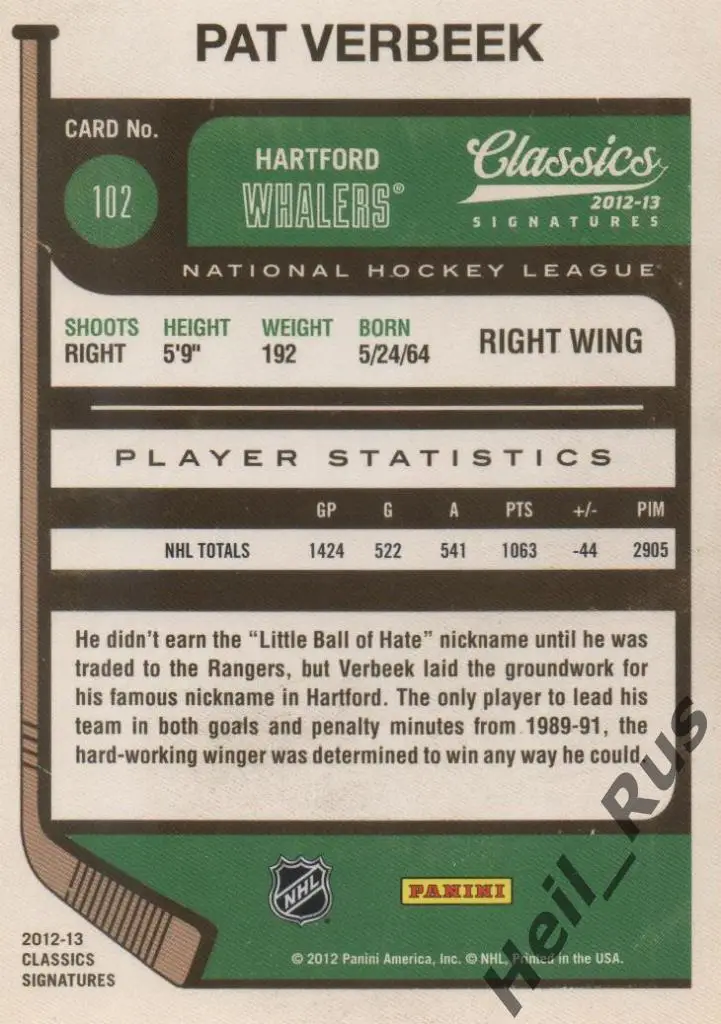 PAT VERBEEK
CARD No.
102
HARTFORD
WHALERS®
Classics
2012-13
SIGNATURES
NATIONAL HOCKEY LEAGUE
SHOOTS HEIGHT WEIGHT BORN
RIGHT 5'9" 192 5/24/64
RIGHT WING
PLAYER STATISTICS
GP G A PTS +/- PIM
NHL TOTALS 1424 522 541 1063 -44 2905
He didn't earn the "Little Ball of Hate" nickname until he was
traded to the Rangers, but Verbeek laid the groundwork for
his famous nickname in Hartford. The only player to lead his
team in both goals and penalty minutes from 1989-91, the
hard-working winger was determined to win any way he could.
NHL
PANINI
2012-13
CLASSICS
SIGNATURES
© 2012 Panini America, Inc. © NHL, Printed in the USA.
Heil_Rus